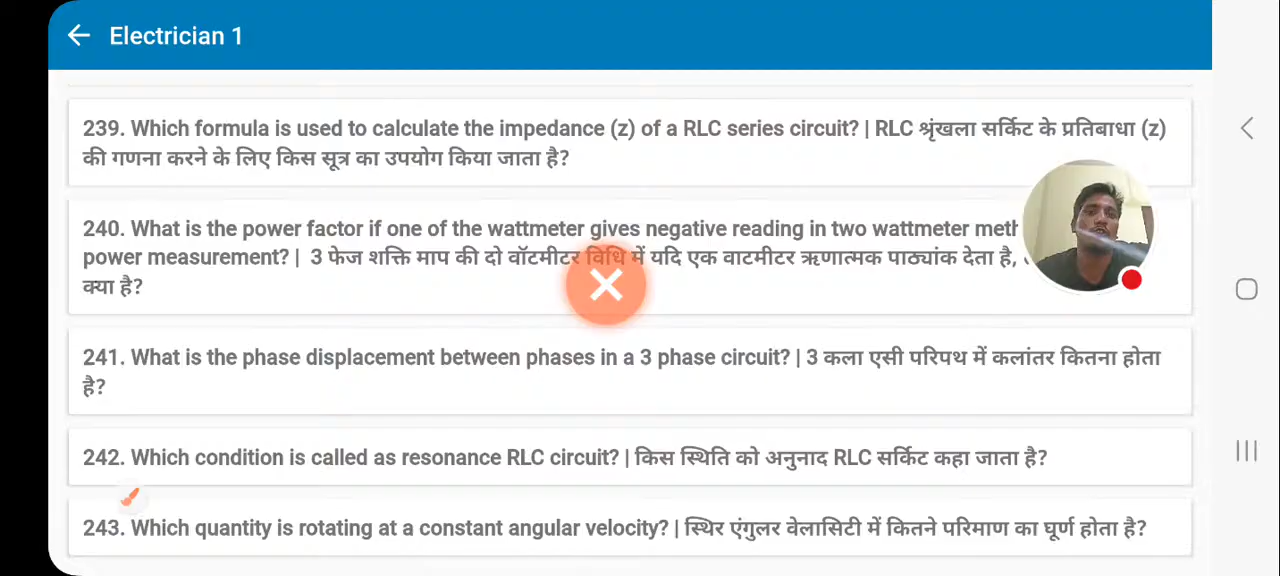 Electrician 1
239. Which formula is used to calculate the impedance (z) of a RLC series circuit? | RLC श्रृंखला सर्किट के प्रतिबाधा (z)
की गणना करने के लिए किस सूत्र का उपयोग किया जाता है?
240. What is the power factor if one of the wattmeter gives negative reading in two wattmeter meth
power measurement? | 3 फेज शक्ति माप की दो वॉटमीटर विधि में यदि एक वाटमीटर ऋणात्मक पाठ्यांक देता है,
क्या है?
241. What is the phase displacement between phases in a 3 phase circuit? | 3 कला एसी परिपथ में कलांतर कितना होता
है?
242. Which condition is called as resonance RLC circuit? | किस स्थिति को अनुनाद RLC सर्किट कहा जाता है?
243. Which quantity is rotating at a constant angular velocity? | स्थिर एंगुलर वेलासिटी में कितने परिमाण का घूर्ण होता है?